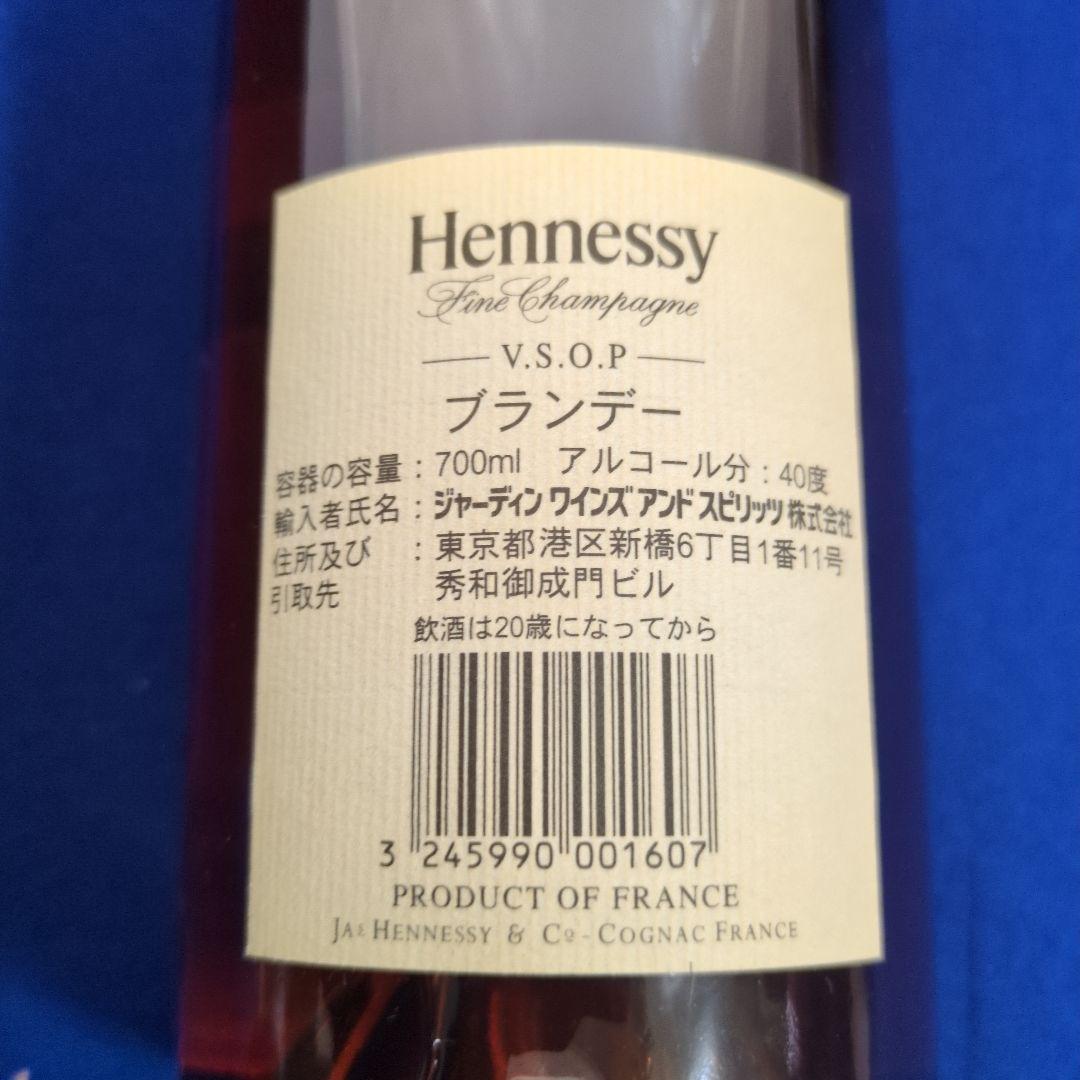 Hennessy
Fine Champagne
V.S.O.P
ブランデー
容器の容量：700ml　アルコール分：40度
輸入者氏名：ジャーディン ワインズ アンド スピリッツ 株式会社
住所及び　：東京都港区新橋6丁目1番11号
引取先　秀和御成門ビル
飲酒は20歳になってから
3 245990 001607
PRODUCT OF FRANCE
JAS HENNESSY & Cº - COGNAC FRANCE